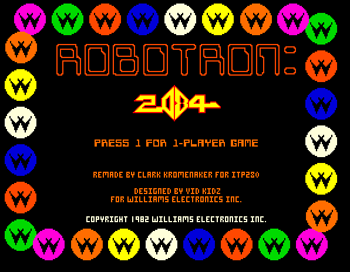 ROBOTRON:
2084
PRESS 1 FOR 1-PLAYER GAME
REMADE BY CLARK KROMENAKER FOR ITP280
DESIGNED BY VID KIDZ
FOR WILLIAMS ELECTRONICS INC.
COPYRIGHT 1982 WILLIAMS ELECTRONICS INC.